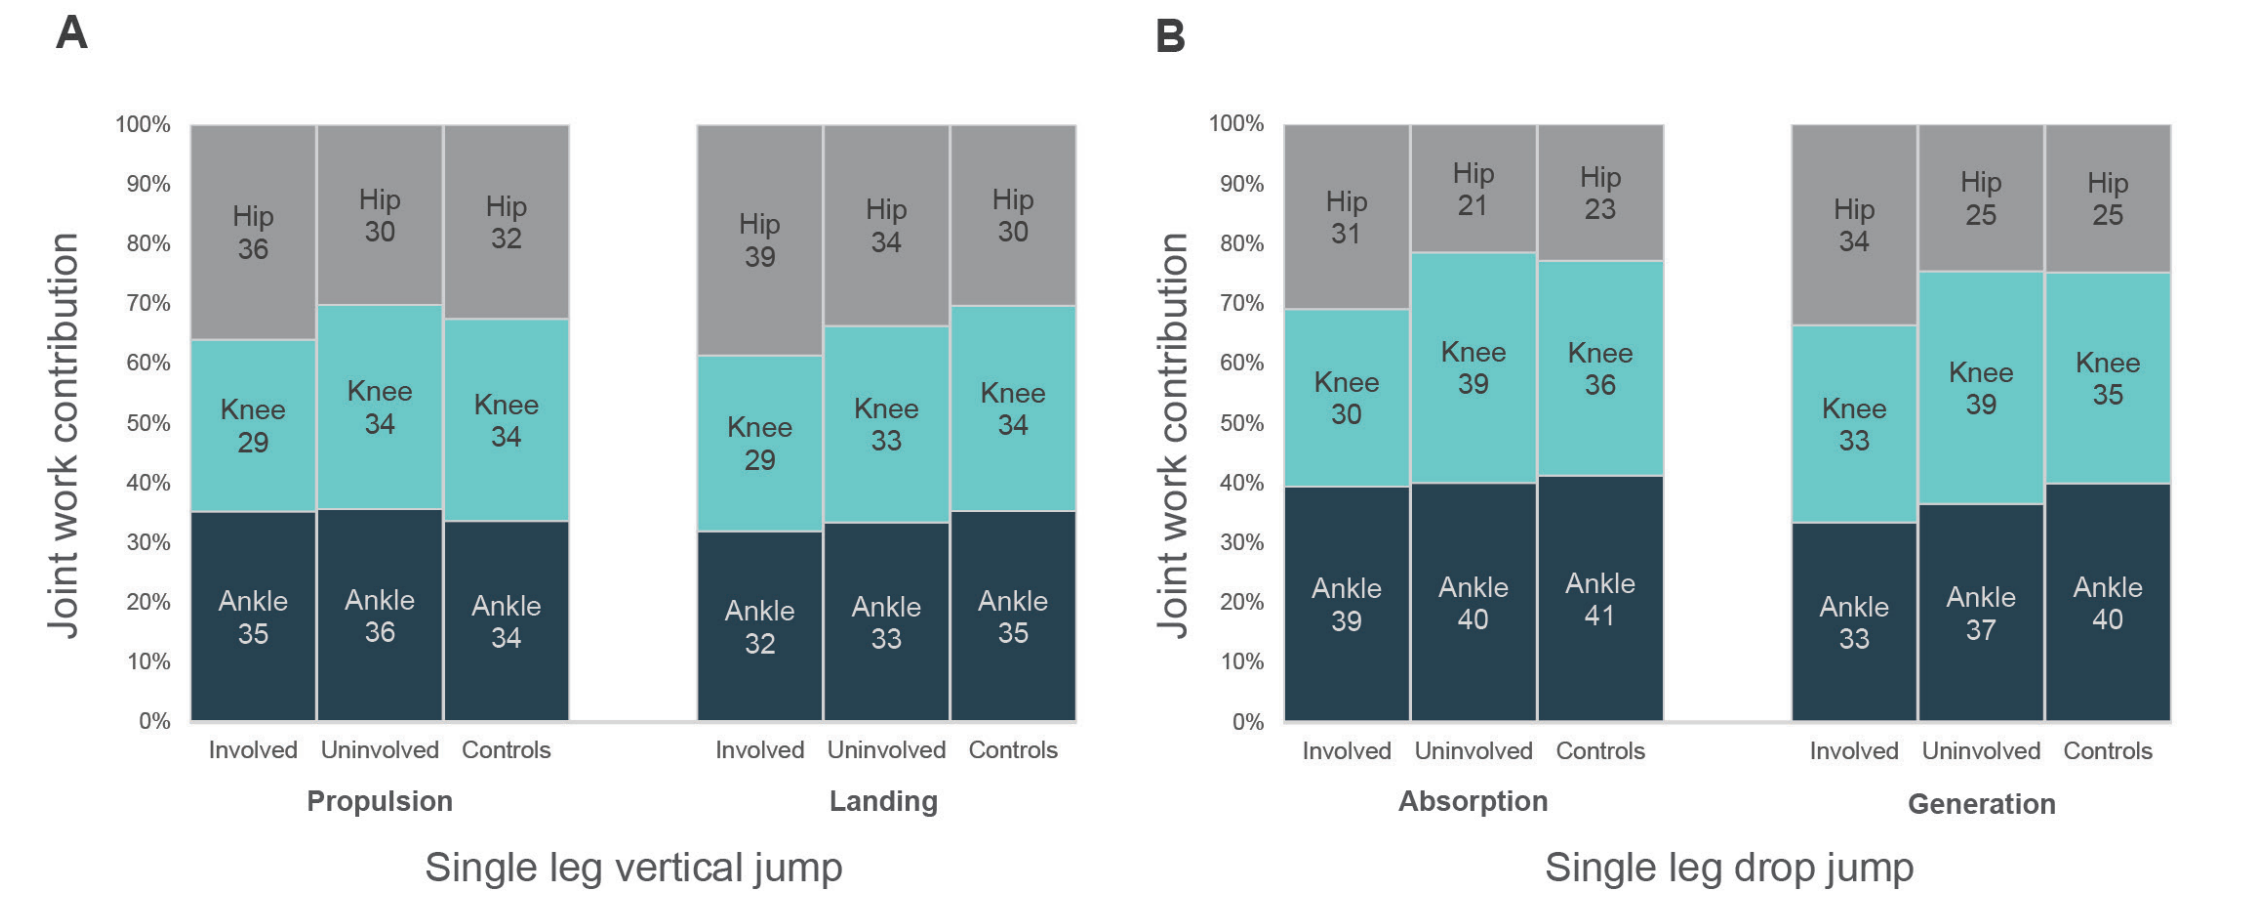 A
Joint work contribution
100%
90%
80%
70%
60%
50%
40%
30%
20%
10%
0%
Hip
36
Knee
29
Ankle
35
Hip
30
Knee
34
Ankle
36
Hip
32
Knee
34
Ankle
34
Hip
39
Knee
29
Ankle
32
Hip
34
Knee
33
Ankle
33
Hip
30
Knee
34
Ankle
35
Involved Uninvolved Controls
Involved Uninvolved Controls
Propulsion
Landing
Single leg vertical jump
B
Joint work contribution
100%
90%
80%
70%
60%
50%
40%
30%
20%
10%
0%
Hip
31
Knee
30
Ankle
39
Hip
21
Knee
39
Ankle
40
Hip
23
Knee
36
Ankle
41
Hip
34
Knee
33
Ankle
33
Hip
25
Knee
39
Ankle
37
Hip
25
Knee
35
Ankle
40
Involved Uninvolved Controls
Involved Uninvolved Controls
Absorption
Generation
Single leg drop jump